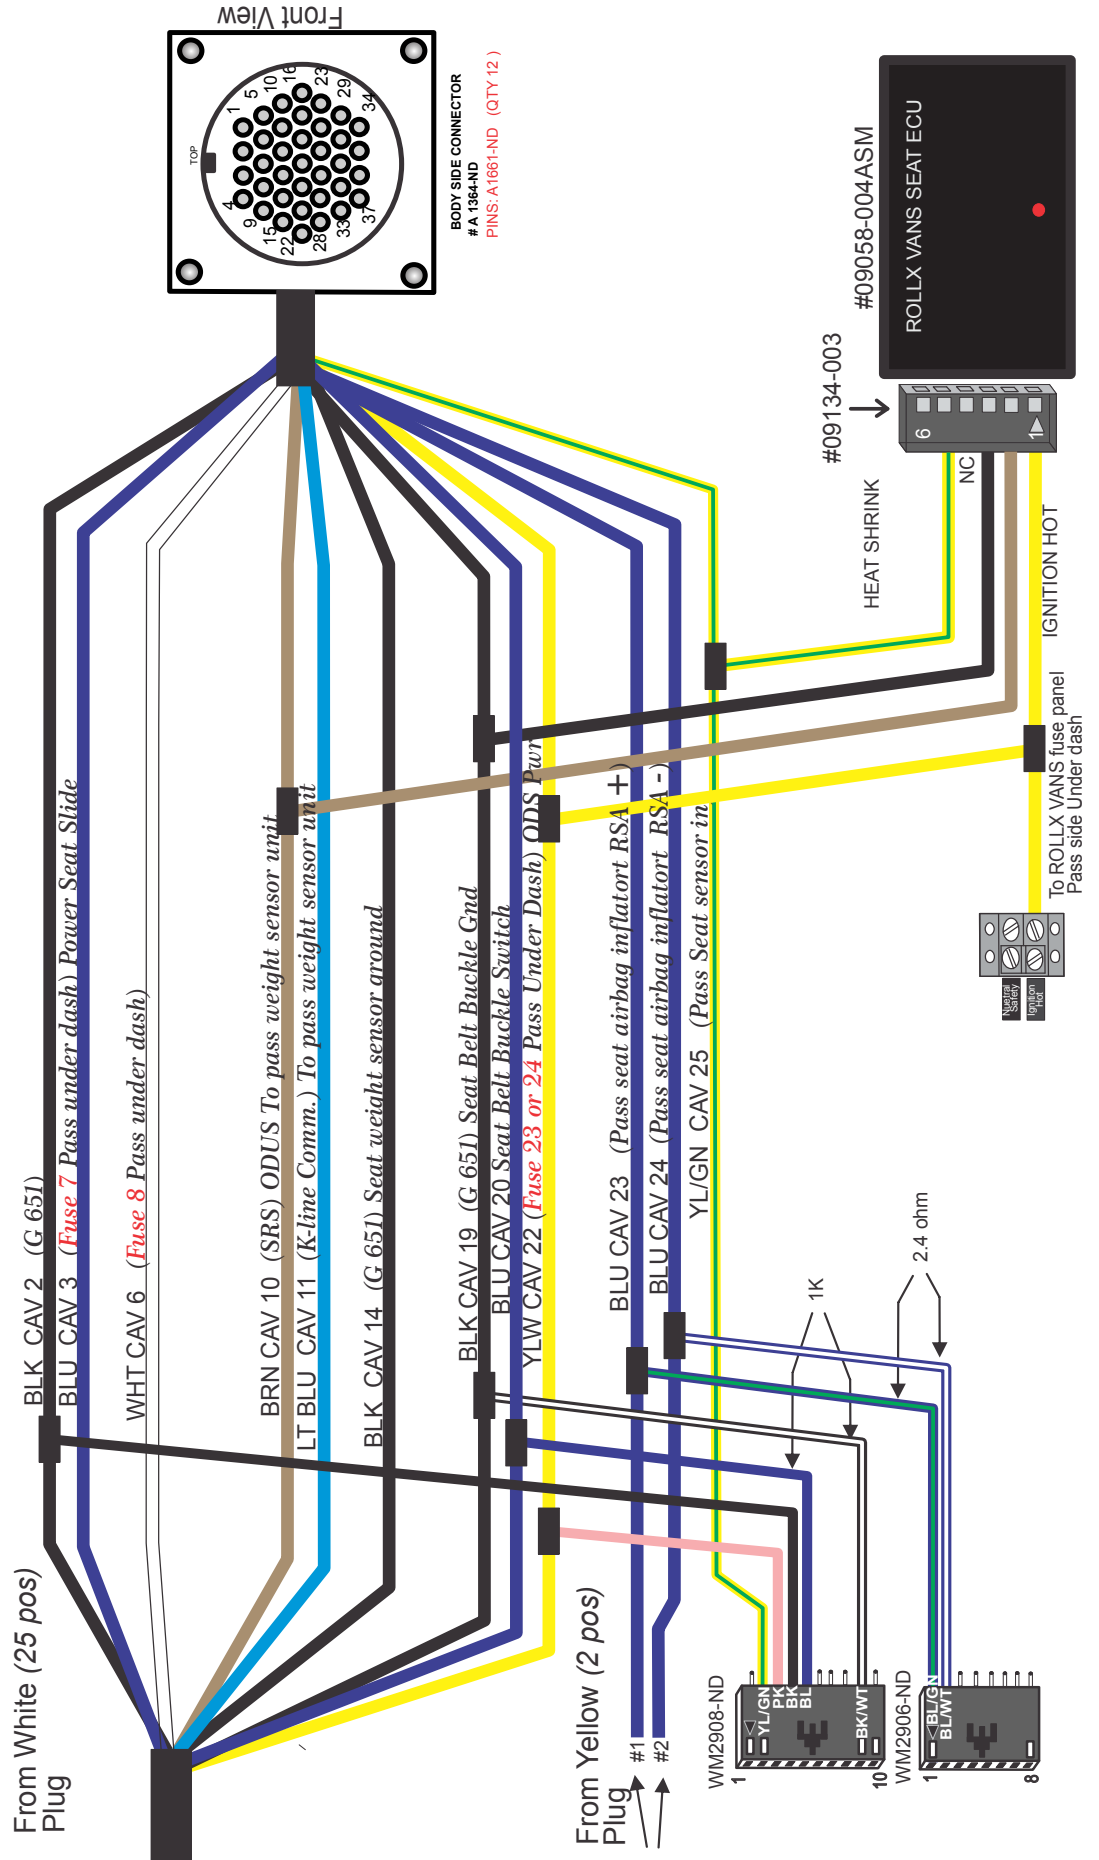 Front View
TOP
1
5
10
16
23
29
34
4
9
15
22
28
33
37
BODY SIDE CONNECTOR
# A 1364-ND
PINS: A1661-ND (QTY 12 )
#09058-004ASM
ROLLX VANS SEAT ECU
#09134-003
6
1
NC
HEAT SHRINK
IGNITION HOT
To ROLLX VANS fuse panel
Pass side Under dash
Nuetral
Safety
Ignition
Hot
From White (25 pos)
Plug
BLK CAV 2 (G 651)
BLU CAV 3 (Fuse 7 Pass under dash) Power Seat Slide
WHT CAV 6 (Fuse 8 Pass under dash)
BRN CAV 10 (SRS) ODUS To pass weight sensor unit
LT BLU CAV 11 (K-line Comm.) To pass weight sensor unit
BLK CAV 14 (G 651) Seat weight sensor ground
BLK CAV 19 (G 651) Seat Belt Buckle Gnd
BLU CAV 20 Seat Belt Buckle Switch
YLW CAV 22 (Fuse 23 or 24 Pass Under Dash) ODS Pwr
BLU CAV 23 (Pass seat airbag inflatort RSA +)
BLU CAV 24 (Pass seat airbag inflatort RSA -)
YL/GN CAV 25 (Pass Seat sensor in
From Yellow (2 pos)
Plug
#1
#2
1K
2.4 ohm
WM2908-ND
1
10
YL/GN
PK
BK
BL
BK/WT
WM2906-ND
1
8
BL/GN
BL/WT